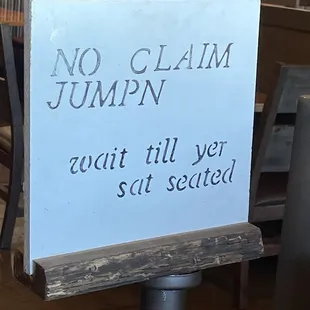 NO CLAIM
JUMPN
wait till yer
sat seated